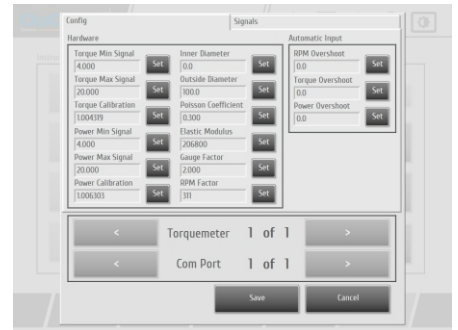 Config
Signals
Hardware
Automatic Input
Torque Min Signal
4.000
Set
Inner Diameter
0.0
Set
RPM Overshoot
0.0
Set
Torque Max Signal
20.000
Set
Outside Diameter
100.0
Set
Torque Overshoot
0.0
Set
Torque Calibration
1.004319
Set
Poisson Coefficient
0.300
Set
Power Overshoot
0.0
Set
Power Min Signal
4.000
Set
Elastic Modulus
206800
Set
Power Max Signal
20.000
Set
Gauge Factor
2.000
Set
Power Calibration
1.006303
Set
RPM Factor
111
Set
< Torquemeter 1 of 1 >
< Com Port 1 of 1 >
Save
Cancel